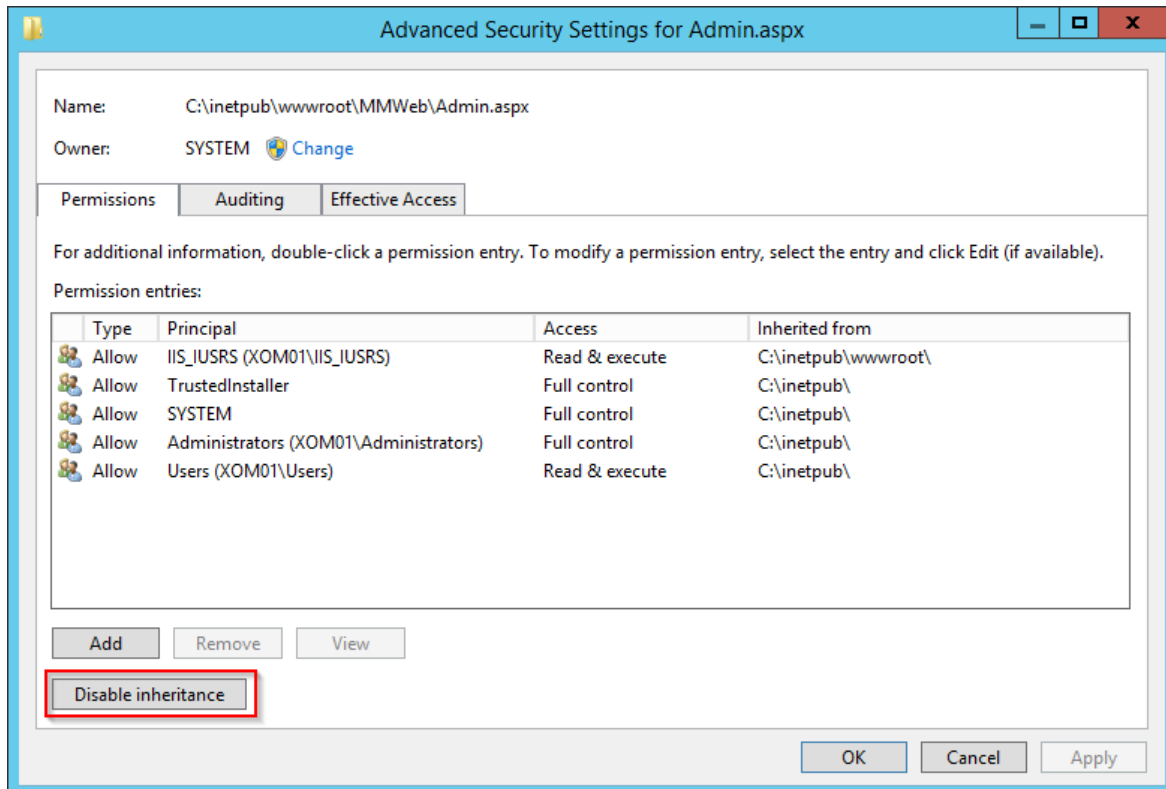 Advanced Security Settings for Admin.aspx
Name: C:\inetpub\wwwroot\MMWeb\Admin.aspx
Owner: SYSTEM Change
Permissions Auditing Effective Access
For additional information, double-click a permission entry. To modify a permission entry, select the entry and click Edit (if available).
Permission entries:
Type Principal Access Inherited from
Allow IIS_IUSRS (XOM01\IIS_IUSRS) Read & execute C:\inetpub\wwwroot\
Allow TrustedInstaller Full control C:\inetpub\
Allow SYSTEM Full control C:\inetpub\
Allow Administrators (XOM01\Administrators) Full control C:\inetpub\
Allow Users (XOM01\Users) Read & execute C:\inetpub\
Add Remove View
Disable inheritance
OK Cancel Apply